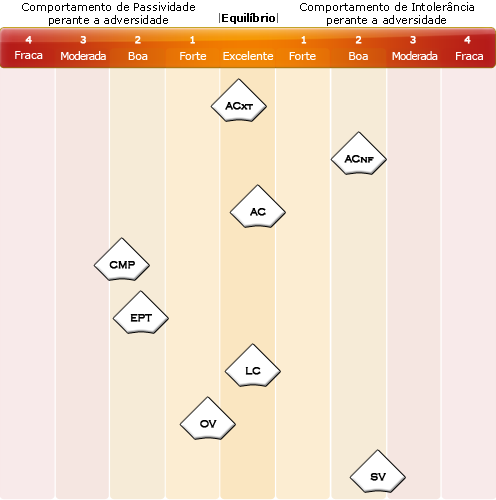 Comportamento de Passividade
perante a adversidade
|Equilíbrio|
Comportamento de Intolerância
perante a adversidade
4 3 2 1 1 2 3 4
Fraca Moderada Boa Forte Excelente Forte Boa Moderada Fraca
ACXT
ACNF
AC
CMP
EPT
LC
OV
SV